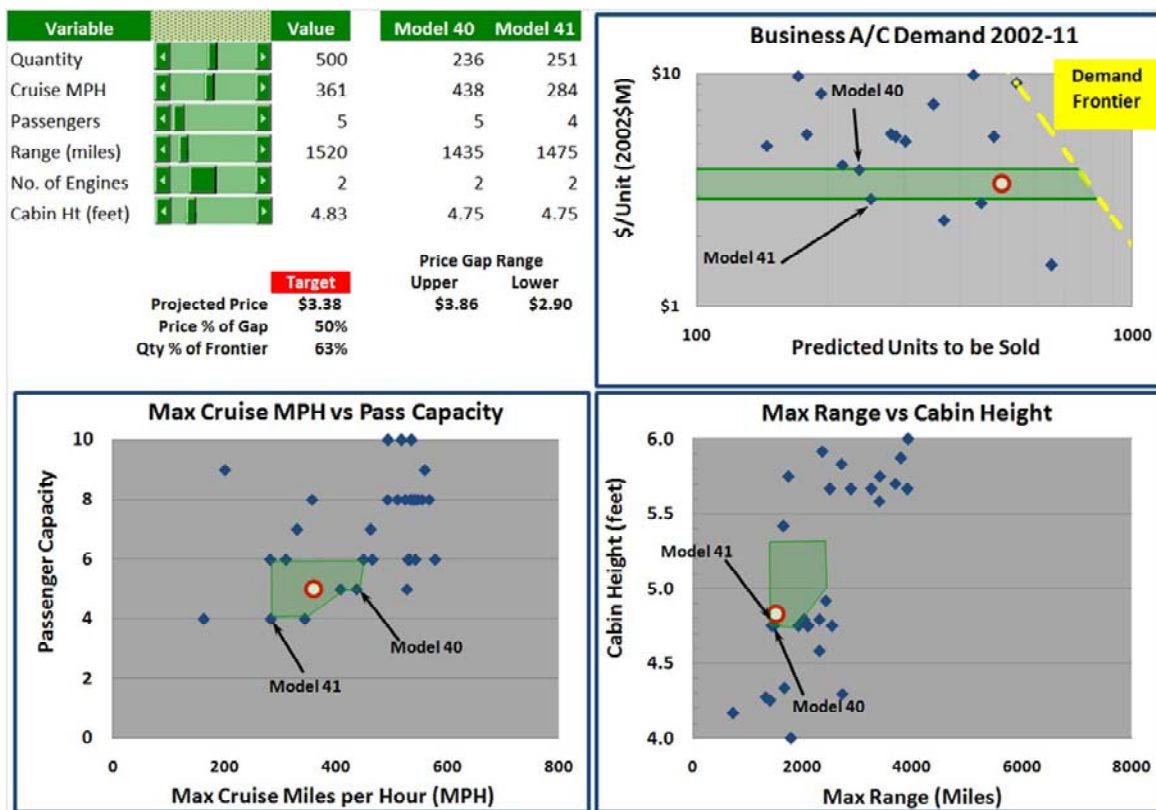 Variable Value Model 40 Model 41
Quantity 500 236 251
Cruise MPH 361 438 284
Passengers 5 5 4
Range (miles) 1520 1435 1475
No. of Engines 2 2 2
Cabin Ht (feet) 4.83 4.75 4.75
Price Gap Range
Target Upper Lower
Projected Price $3.38 $3.86 $2.90
Price % of Gap 50%
Qty % of Frontier 63%
Business A/C Demand 2002-11
$/Unit (2002$M)
$10
$1
Model 40
Model 41
Demand
Frontier
100 1000
Predicted Units to be Sold
Max Cruise MPH vs Pass Capacity
Passenger Capacity
10
8
6
4
2
0
Model 40
Model 41
0 200 400 600 800
Max Cruise Miles per Hour (MPH)
Max Range vs Cabin Height
Cabin Height (feet)
6.0
5.5
5.0
4.5
4.0
Model 41
Model 40
0 2000 4000 6000 8000
Max Range (Miles)